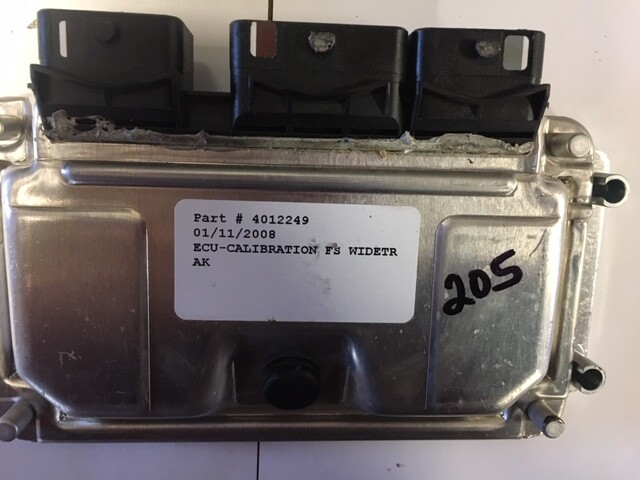 Part # 4012249
01/11/2008
ECU-CALIBRATION FS WIDETR
AK
205